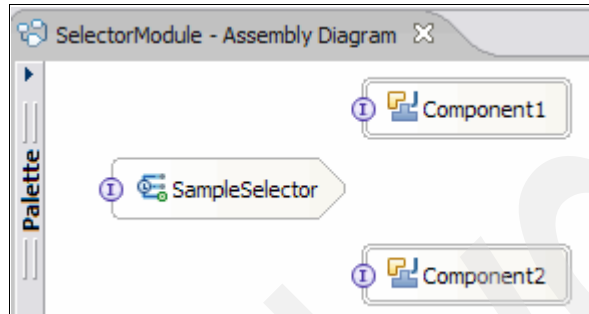 SelectorModule - Assembly Diagram
Palette
Component1
SampleSelector
Component2